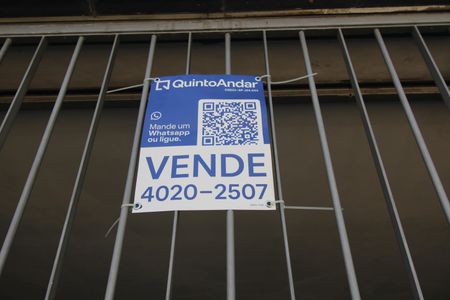 QuintoAndar
Mande um
Whatsapp
ou ligue.
VENDE
4020-2507